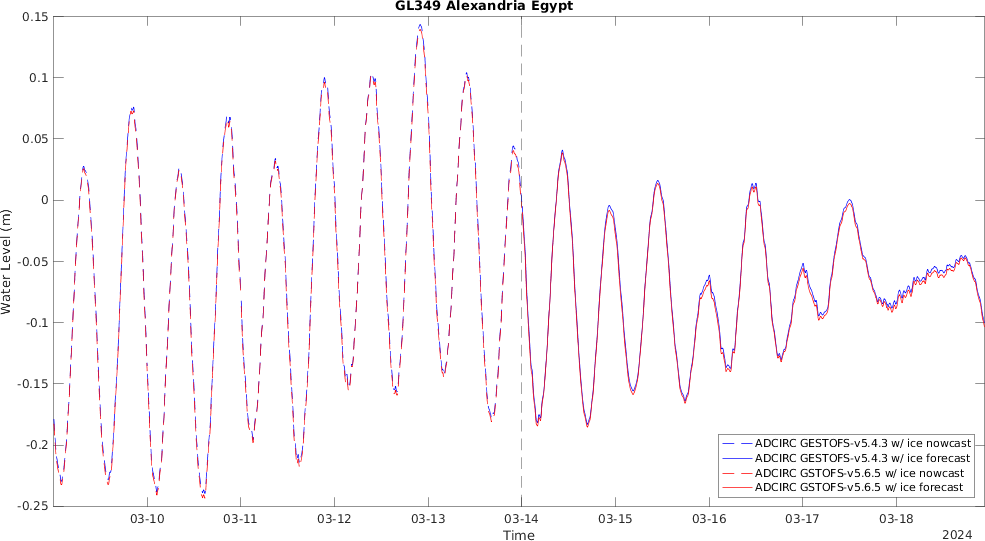 GL349 Alexandria Egypt
0.15
0.1
0.05
0
-0.05
-0.1
-0.15
-0.2
-0.25
Water Level (m)
03-10 03-11 03-12 03-13 03-14 03-15 03-16 03-17 03-18
Time
2024
ADCIRC GESTOFS-v5.4.3 w/ ice nowcast
ADCIRC GESTOFS-v5.4.3 w/ ice forecast
ADCIRC GSTOFS-v5.6.5 w/ ice nowcast
ADCIRC GSTOFS-v5.6.5 w/ ice forecast